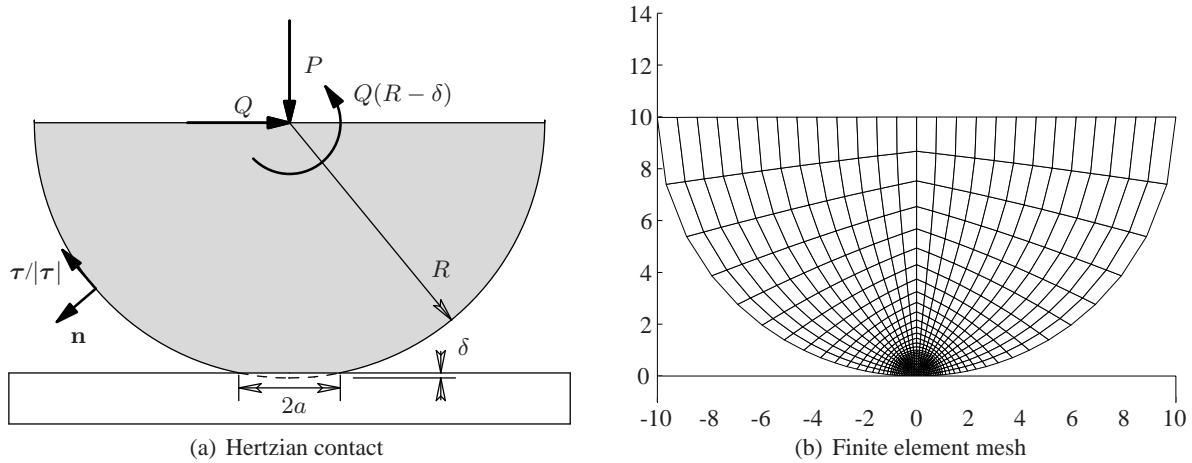 P
Q
Q(R − δ)
R
τ/|τ|
n
δ
2a
(a) Hertzian contact
14
12
10
8
6
4
2
0
-10 -8 -6 -4 -2 0 2 4 6 8 10
(b) Finite element mesh